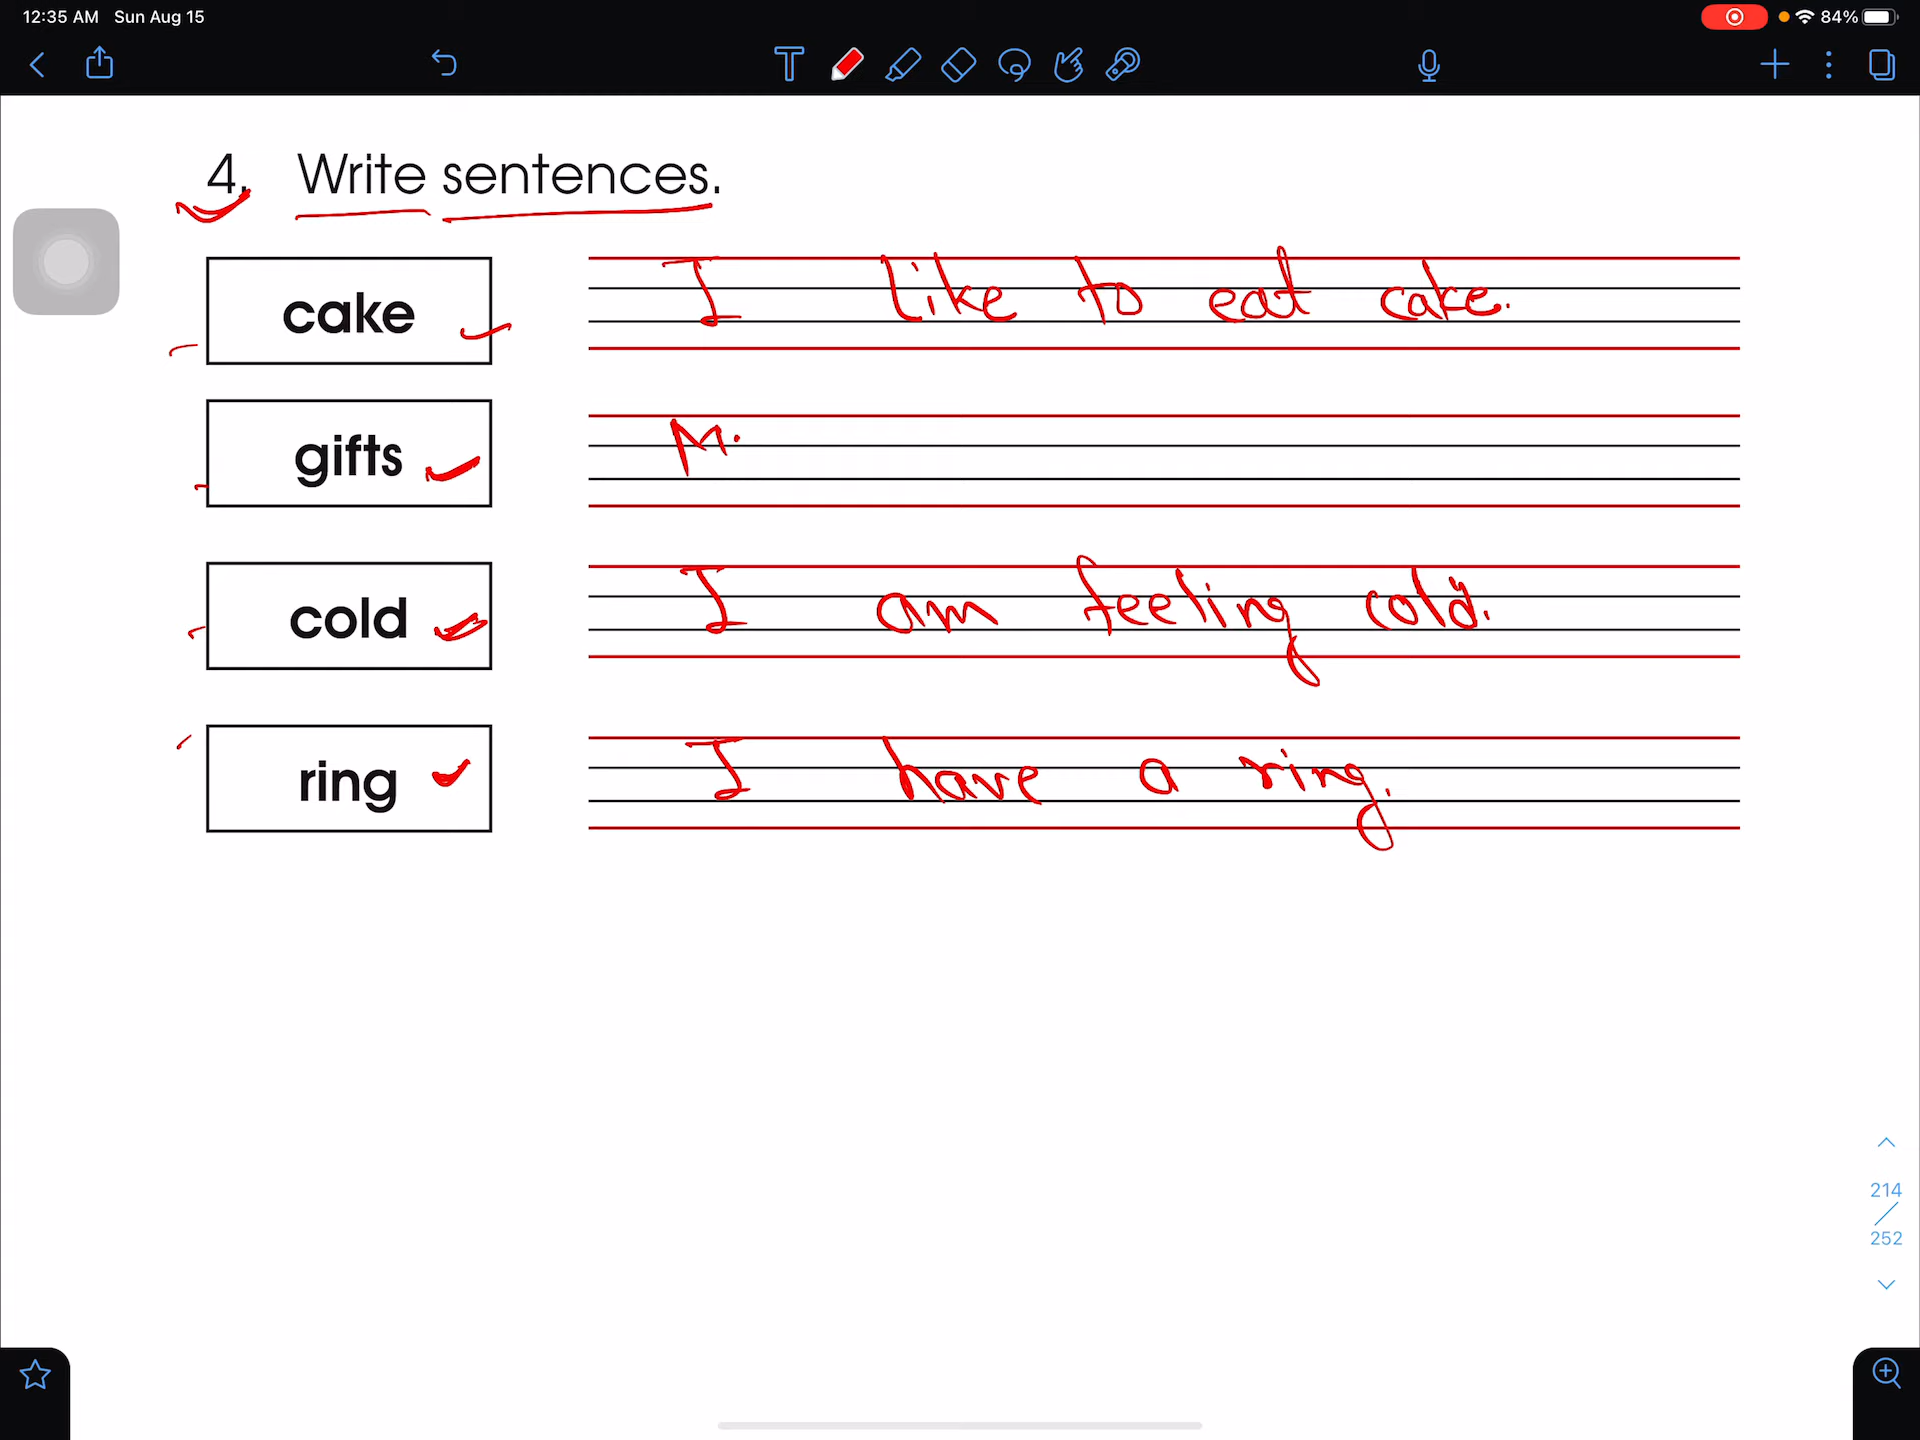 12:35 AM Sun Aug 15 84%
4. Write sentences.
cake I like to eat cake.
gifts M.
cold I am feeling cold.
ring I have a ring.
214
252